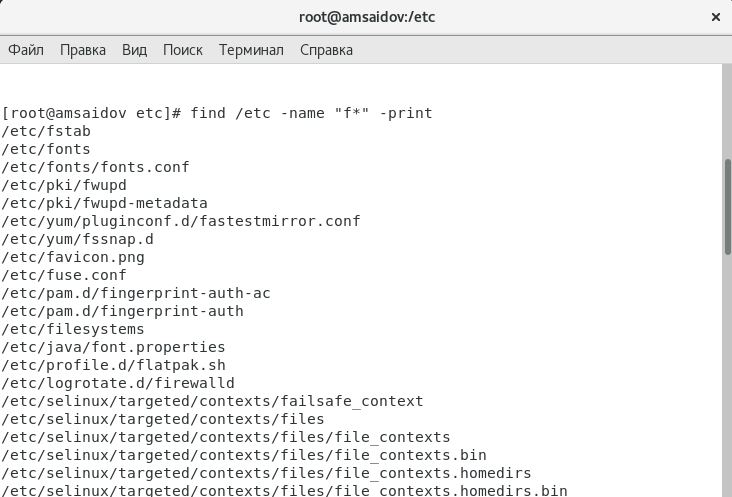 root@amsaidov:/etc ×
Файл Правка Вид Поиск Терминал Справка
[root@amsaidov etc]# find /etc -name "f*" -print
/etc/fstab
/etc/fonts
/etc/fonts/fonts.conf
/etc/pki/fwupd
/etc/pki/fwupd-metadata
/etc/yum/pluginconf.d/fastestmirror.conf
/etc/yum/fssnap.d
/etc/favicon.png
/etc/fuse.conf
/etc/pam.d/fingerprint-auth-ac
/etc/pam.d/fingerprint-auth
/etc/filesystems
/etc/java/font.properties
/etc/profile.d/flatpak.sh
/etc/logrotate.d/firewalld
/etc/selinux/targeted/contexts/failsafe_context
/etc/selinux/targeted/contexts/files
/etc/selinux/targeted/contexts/files/file_contexts
/etc/selinux/targeted/contexts/files/file_contexts.bin
/etc/selinux/targeted/contexts/files/file_contexts.homedirs
/etc/selinux/targeted/contexts/files/file_contexts.homedirs.bin